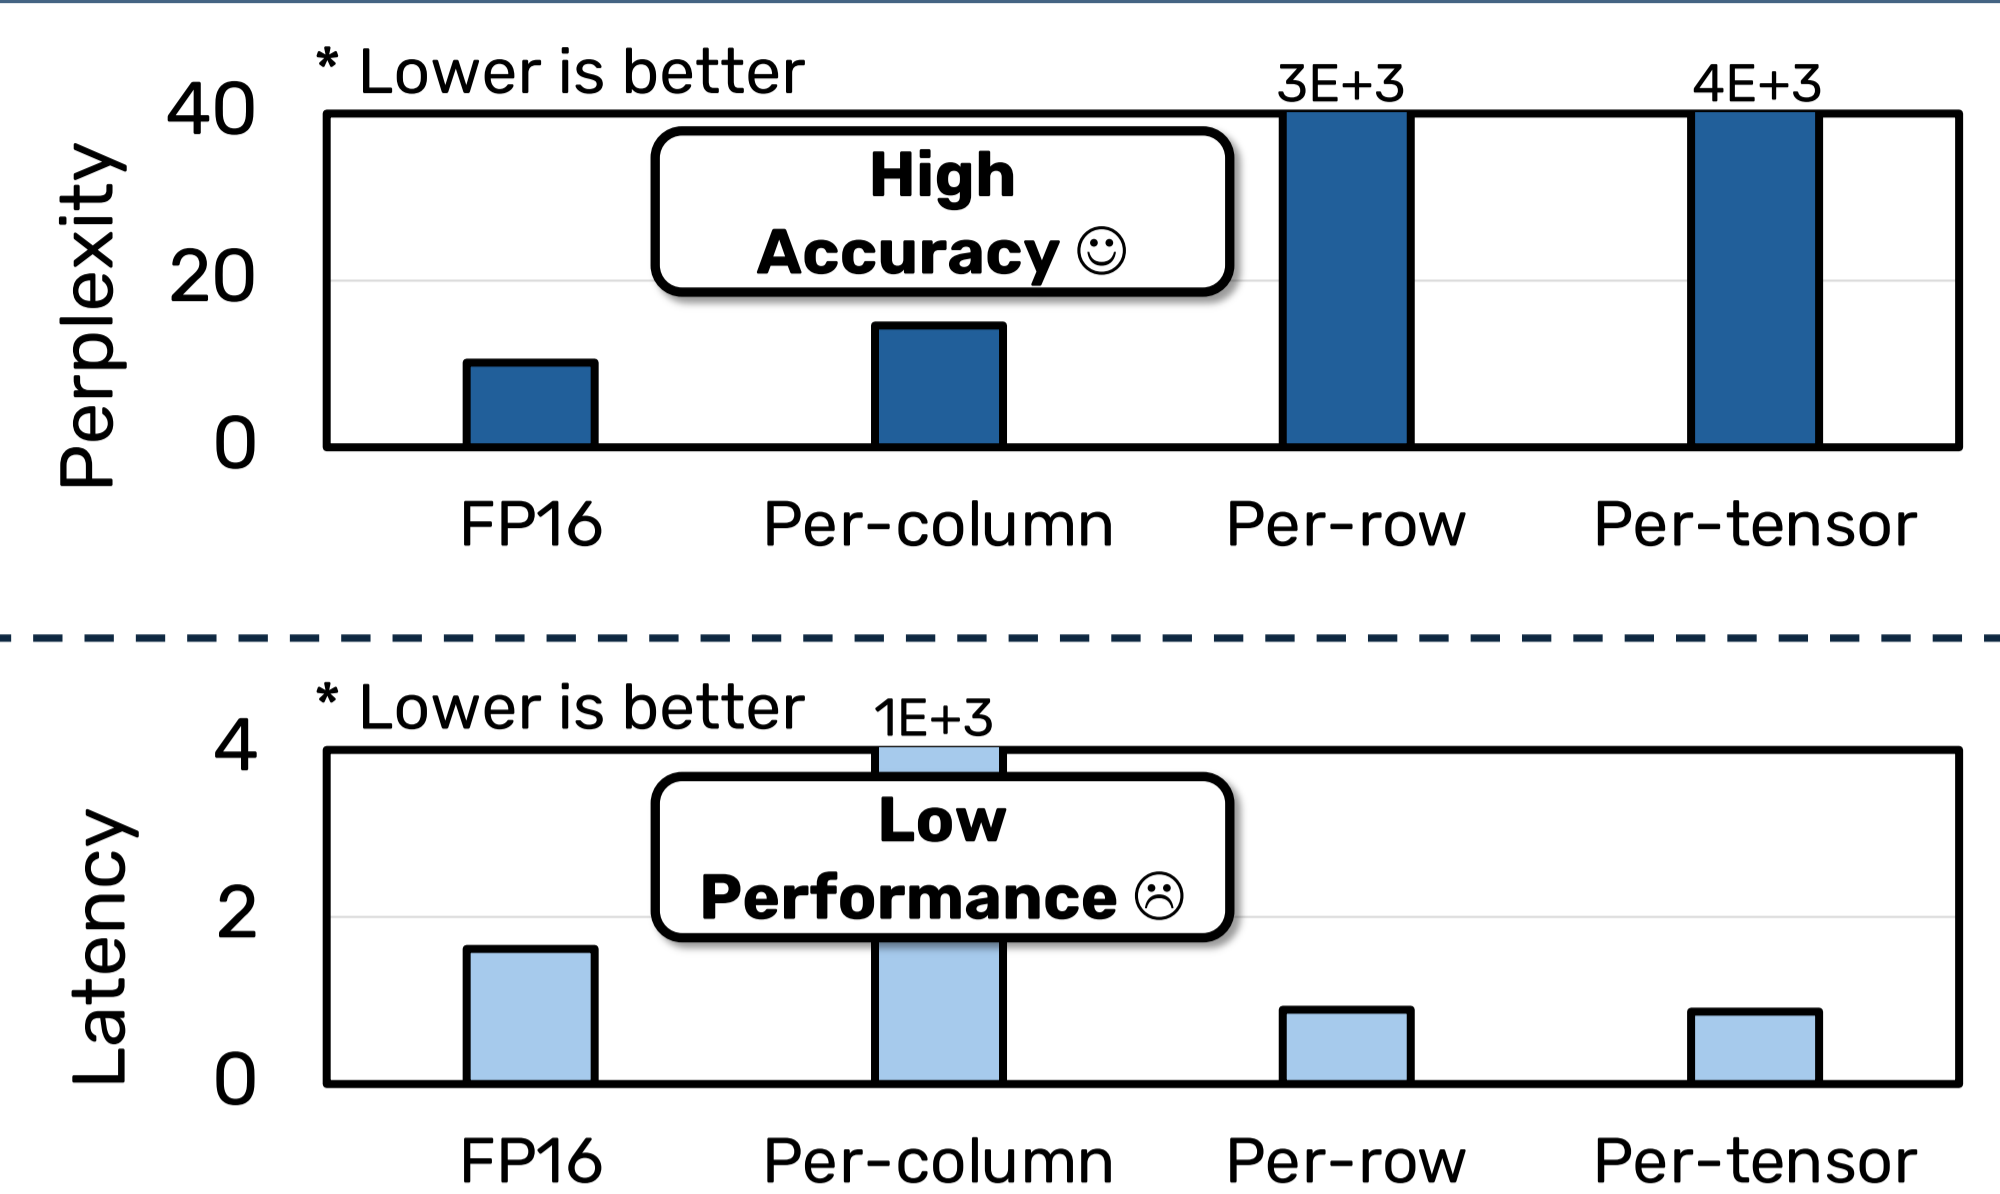 * Lower is better
3E+3
4E+3
40
20
0
Perplexity
High
Accuracy ☺
FP16
Per-column
Per-row
Per-tensor
* Lower is better
1E+3
4
2
0
Latency
Low
Performance ☹
FP16
Per-column
Per-row
Per-tensor